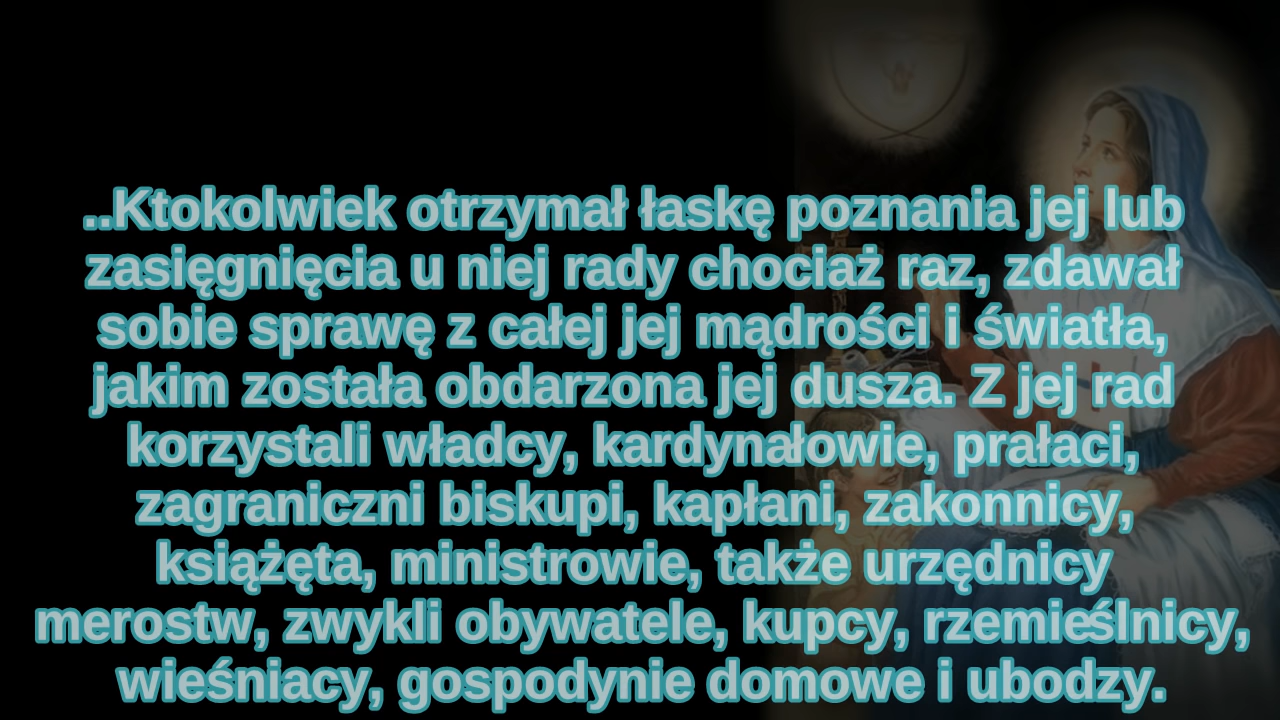 ..Ktokolwiek otrzymał łaskę poznania jej lub
zasięgnięcia u niej rady chociaż raz, zdawał
sobie sprawę z całej jej mądrości i światła,
jakim została obdarzona jej dusza. Z jej rad
korzystali władcy, kardynałowie, prałaci,
zagraniczni biskupi, kapłani, zakonnicy,
książęta, ministrowie, także urzędnicy
merostw, zwykli obywatele, kupcy, rzemieślnicy,
wieśniacy, gospodynie domowe i ubodzy.